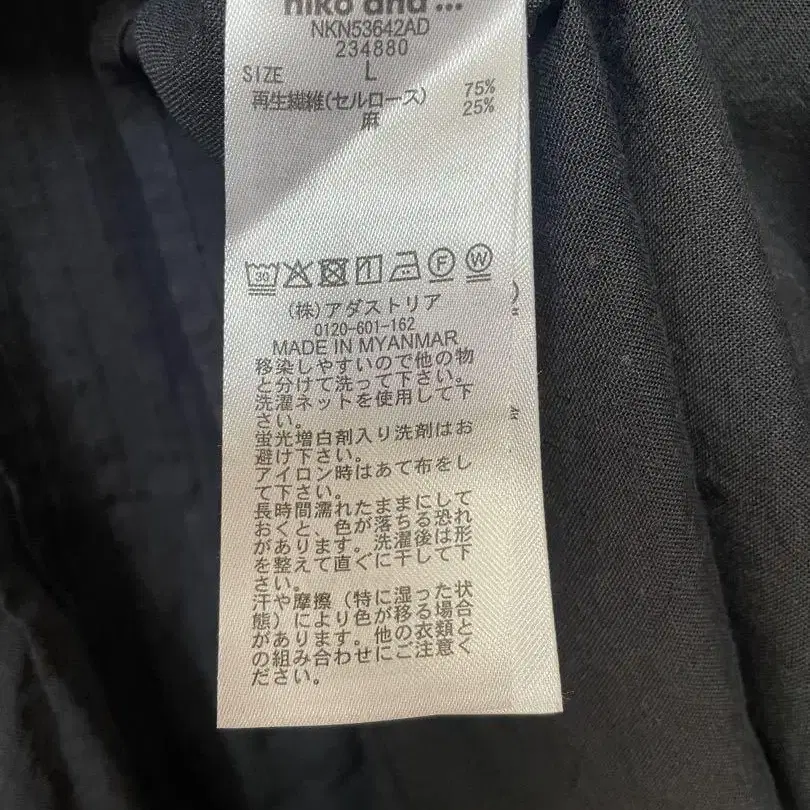 niko and ...
NKN53642AD
234880
SIZE L
再生繊維(セルロース) 75%
麻 25%
30 F W
(株)アダストリア
0120-601-162
MADE IN MYANMAR
移染しやすいので他の物
と分けて洗って下さい。
洗濯ネットを使用して下
さい。
蛍光増白剤入り洗剤はお
避け下さい。
アイロン時はあて布をし
て下さい。
長時間濡れたままにして
おくと、色が落ちる恐れ
があります。洗濯後は形
を整えて直ぐに干して下
さい。
汗や摩擦(特に湿った状
態)により色が移る場合
があります。他の衣類と
の組み合わせにご注意く
ださい。